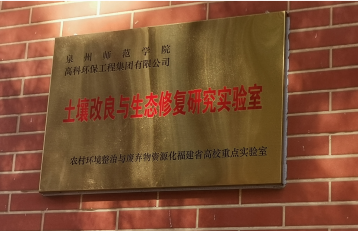 泉州师范学院
高科环保工程集团有限公司
土壤改良与生态修复研究实验室
农村环境整治与废弃物资源化福建省高校重点实验室